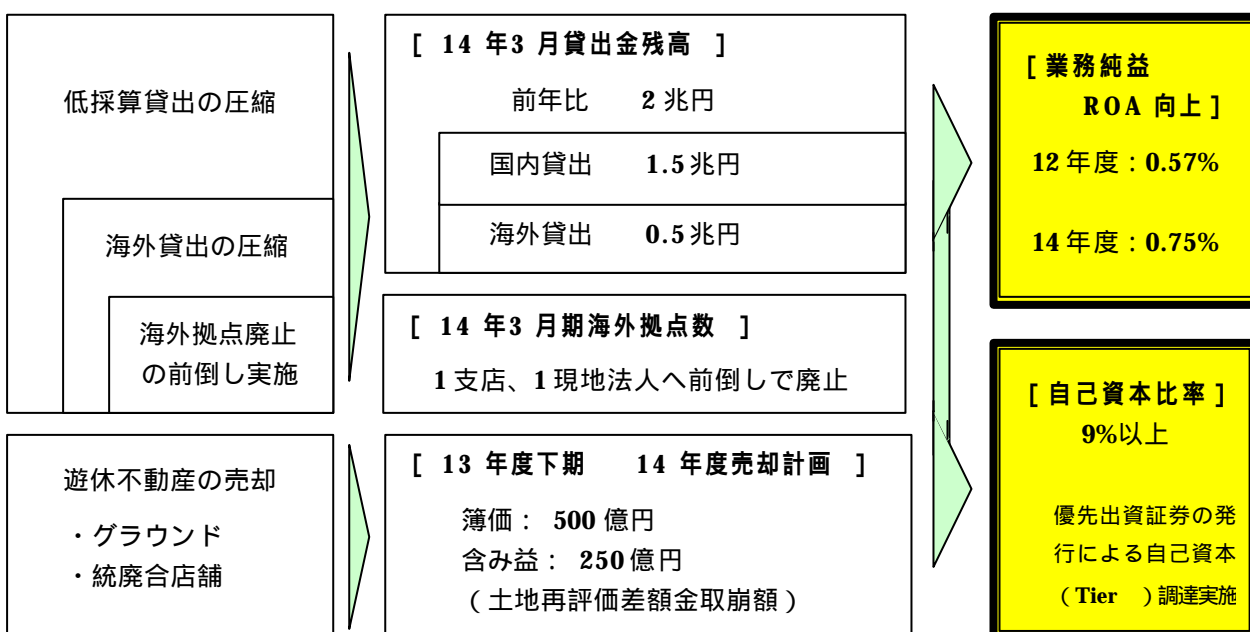 低採算貸出の圧縮
海外貸出の圧縮
海外拠点廃止
の前倒し実施
[ 14 年3 月貸出金残高 ]
前年比 2 兆円
国内貸出 1.5 兆円
海外貸出 0.5 兆円
[ 14 年3 月期海外拠点数 ]
1 支店、1 現地法人へ前倒しで廃止
遊休不動産の売却
・グラウンド
・統廃合店舗
[ 13 年度下期 14 年度売却計画 ]
簿価： 500 億円
含み益： 250 億円
（土地再評価差額金取崩額）
[ 業務純益
ROA 向上 ]
12 年度：0.57%
14 年度：0.75%
[ 自己資本比率 ]
9%以上
優先出資証券の発
行による自己資本
（Tier ）調達実施